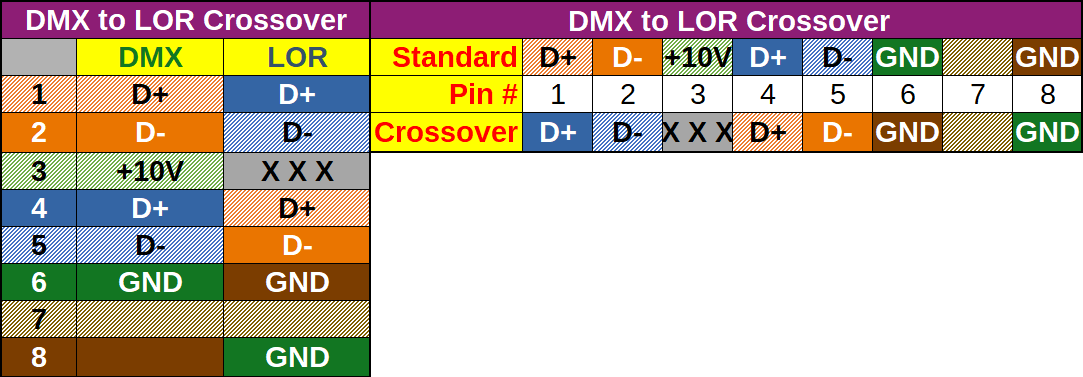 DMX to LOR Crossover
DMX LOR
1 D+ D+
2 D- D-
3 +10V X X X
4 D+ D+
5 D- D-
6 GND GND
7
8 GND
DMX to LOR Crossover
Standard D+ D- +10V D+ D- GND GND
Pin # 1 2 3 4 5 6 7 8
Crossover D+ D- X X X D+ D- GND GND